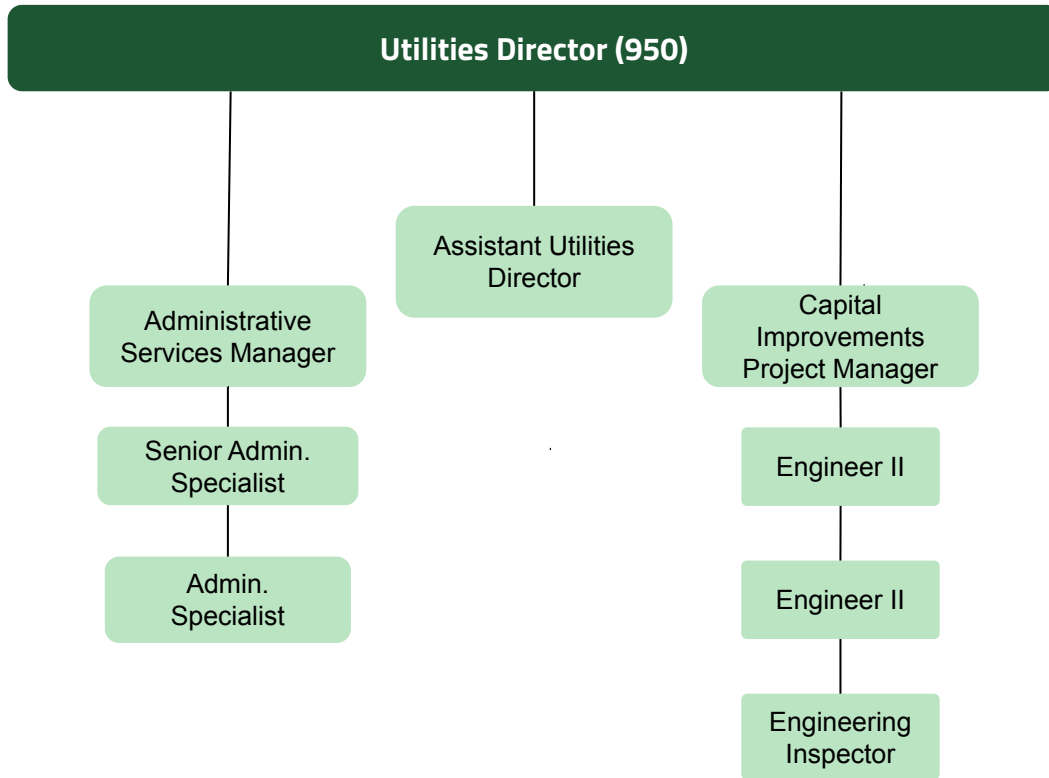 Utilities Director (950)
Assistant Utilities
Director
Administrative
Services Manager
Capital
Improvements
Project Manager
Senior Admin.
Specialist
Engineer II
Admin.
Specialist
Engineer II
Engineering
Inspector